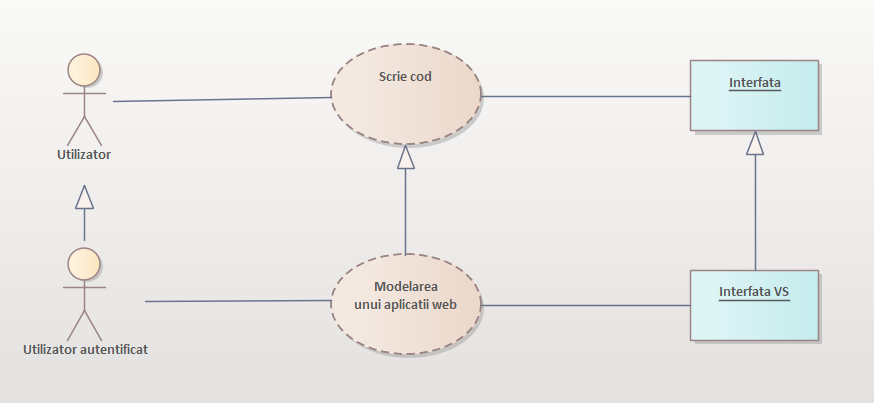 Scrie cod
Interfata
Utilizator
Modelarea
unui aplicatii web
Interfata VS
Utilizator autentificat